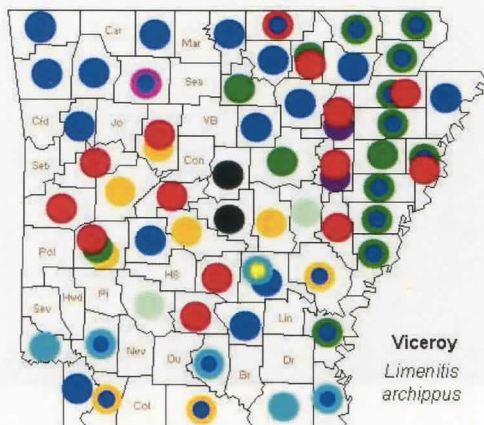 Car
Mar
Sea
Cfd
Jo
VB
Seb
Con
Pol
HS
Sev
Hwd
Pi
Lin
Nev
Ou
Dr
Br
Col
Viceroy
Limenitis
archippus